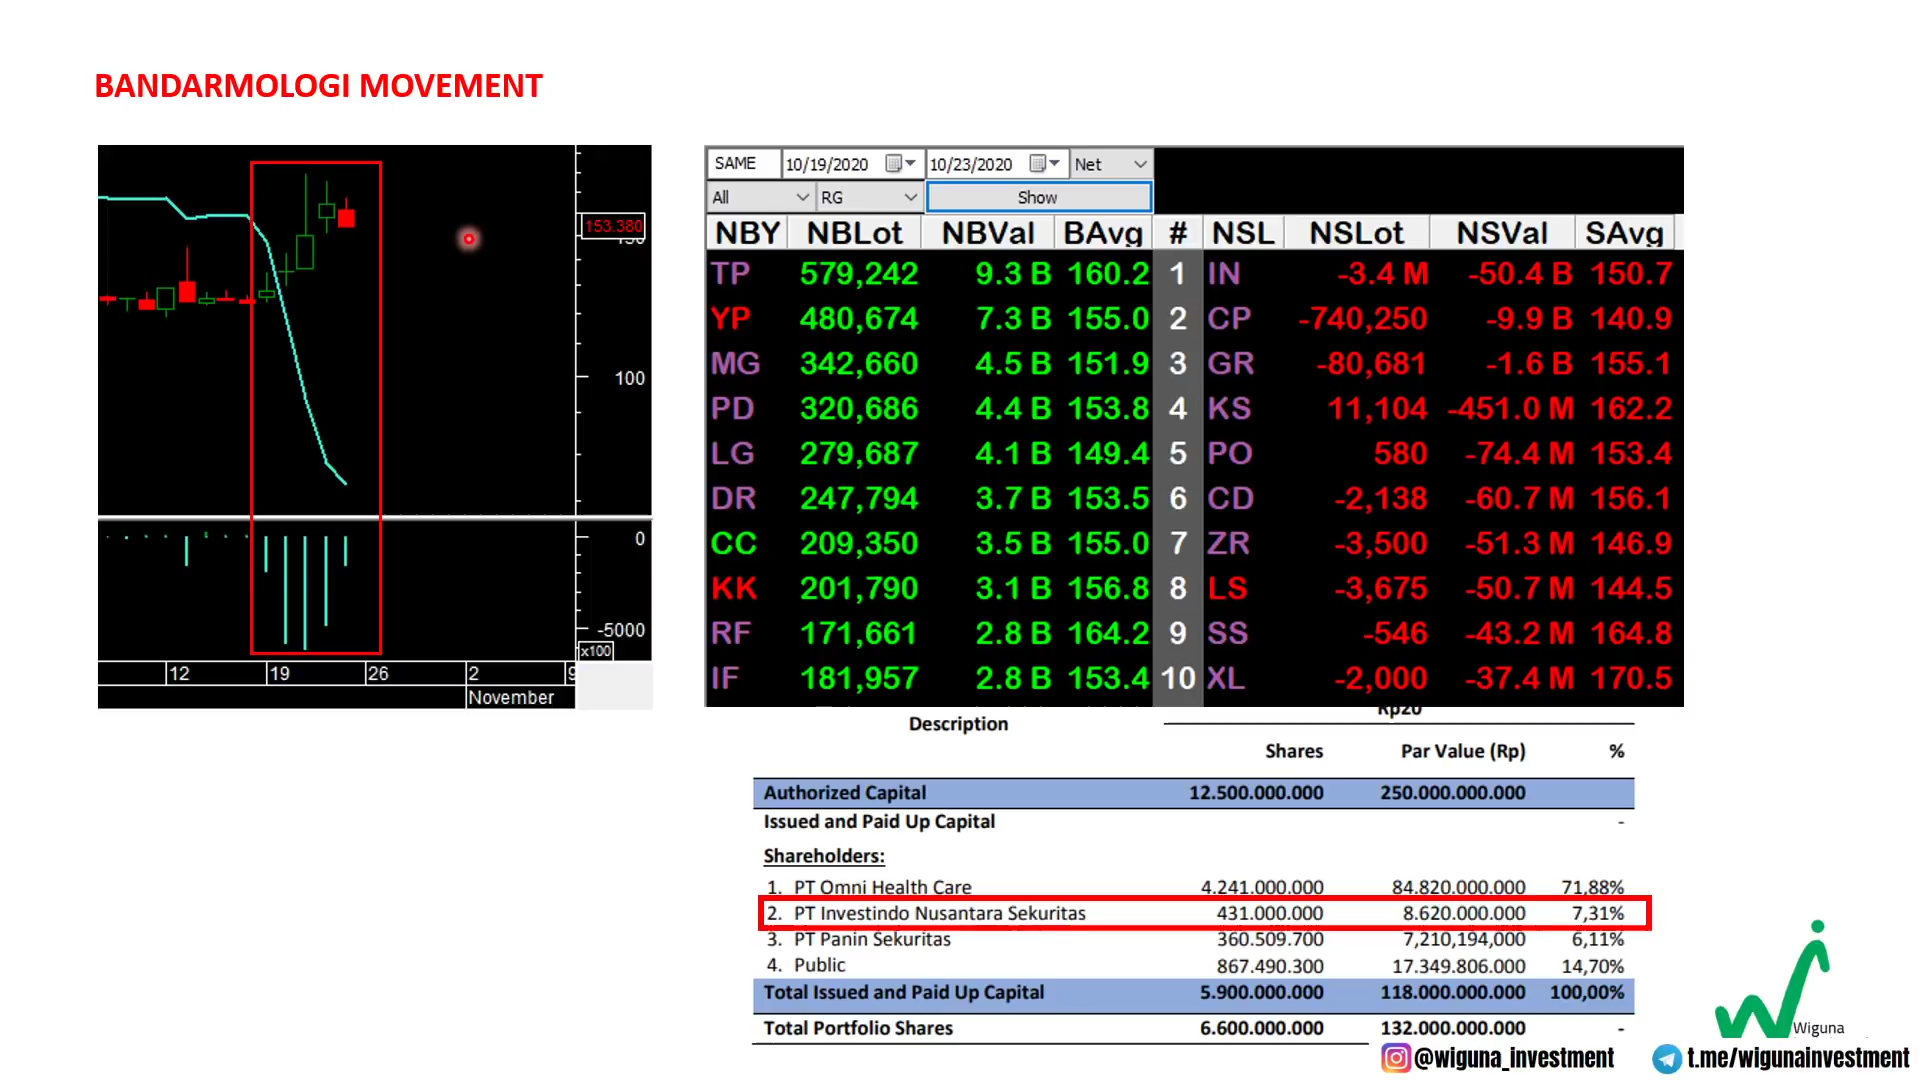 BANDARMOLOGI MOVEMENT
153.380
100
0
-5000
x100
12 19 26 2 9
November
SAME 10/19/2020 10/23/2020 Net
All RG Show
NBY NBLot NBVal BAvg # NSL NSLot NSVal SAvg
TP 579,242 9.3 B 160.2 1 IN -3.4 M -50.4 B 150.7
YP 480,674 7.3 B 155.0 2 CP -740,250 -9.9 B 140.9
MG 342,660 4.5 B 151.9 3 GR -80,681 -1.6 B 155.1
PD 320,686 4.4 B 153.8 4 KS 11,104 -451.0 M 162.2
LG 279,687 4.1 B 149.4 5 PO 580 -74.4 M 153.4
DR 247,794 3.7 B 153.5 6 CD -2,138 -60.7 M 156.1
CC 209,350 3.5 B 155.0 7 ZR -3,500 -51.3 M 146.9
KK 201,790 3.1 B 156.8 8 LS -3,675 -50.7 M 144.5
RF 171,661 2.8 B 164.2 9 SS -546 -43.2 M 164.8
IF 181,957 2.8 B 153.4 10 XL -2,000 -37.4 M 170.5
Rp20
Description
Shares Par Value (Rp) %
Authorized Capital 12.500.000.000 250.000.000.000
Issued and Paid Up Capital -
Shareholders:
1. PT Omni Health Care 4.241.000.000 84.820.000.000 71,88%
2. PT Investindo Nusantara Sekuritas 431.000.000 8.620.000.000 7,31%
3. PT Panin Sekuritas 360.509.700 7,210,194,000 6,11%
4. Public 867.490.300 17.349.806.000 14,70%
Total Issued and Paid Up Capital 5.900.000.000 118.000.000.000 100,00%
Total Portfolio Shares 6.600.000.000 132.000.000.000 -
Wiguna
@wiguna_investment t.me/wigunainvestment